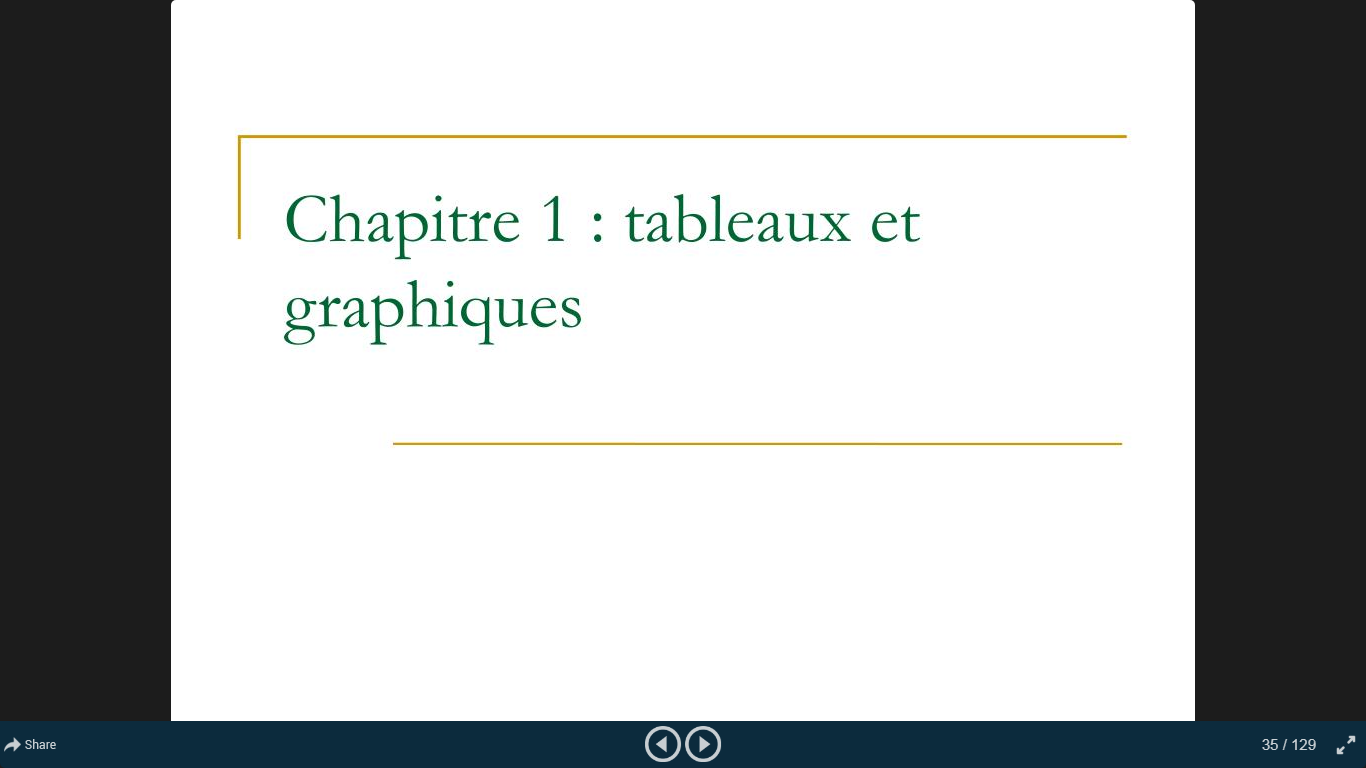 Chapitre 1 : tableaux et
graphiques
Share
35 / 129